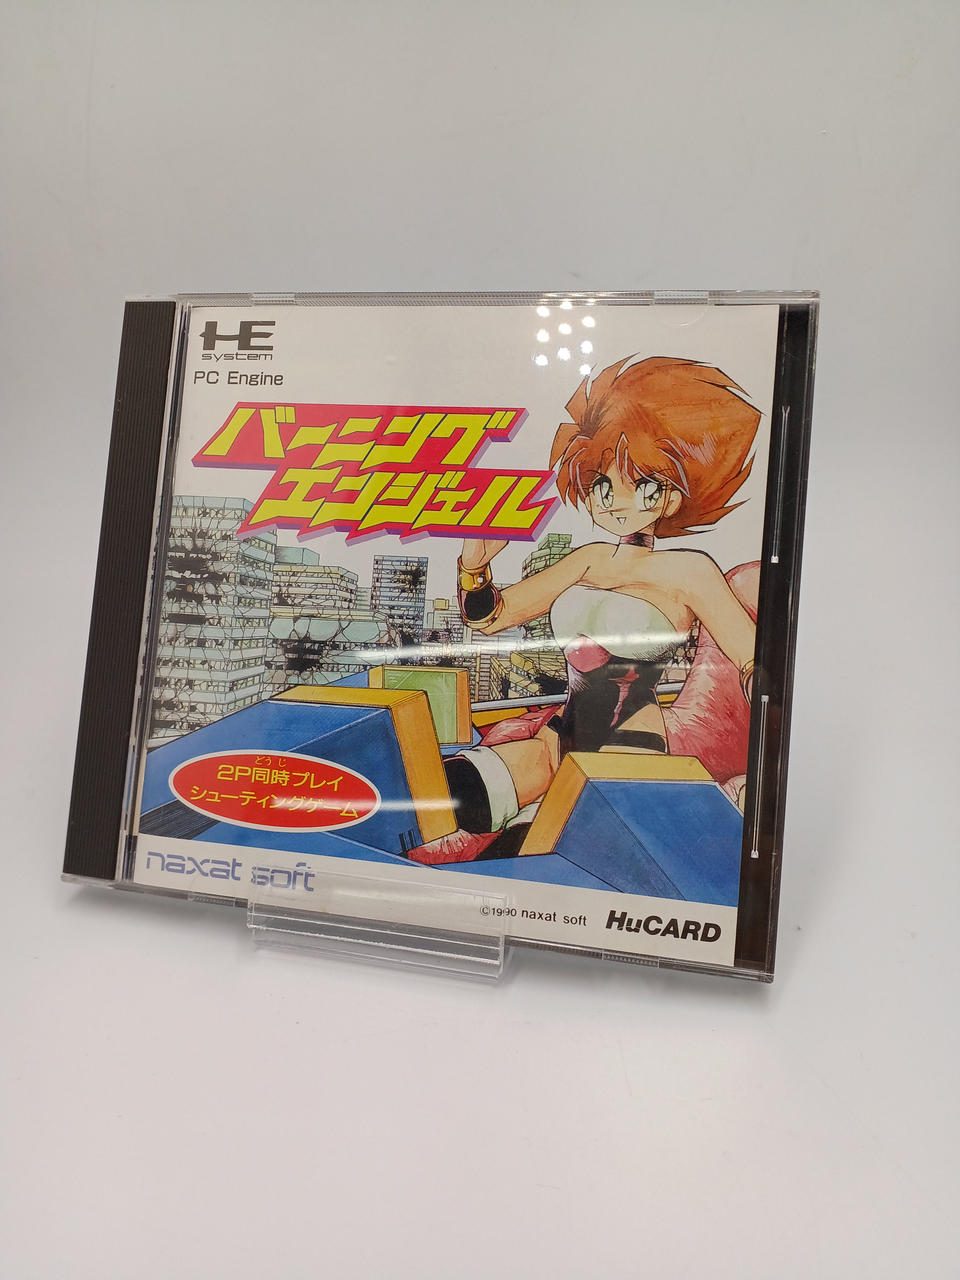 HE
system
PC Engine
バーニング
エンジェル
どうじ
2P同時プレイ
シューティングゲーム
naxat soft
©1990 naxat soft
HuCARD